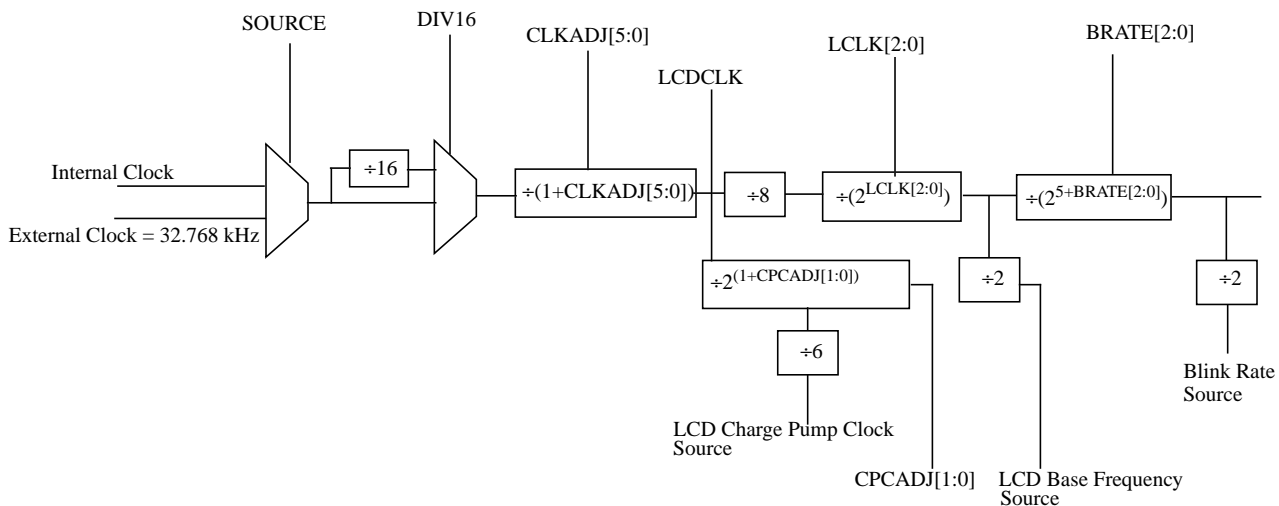 SOURCE
DIV16
CLKADJ[5:0]
LCDCLK
LCLK[2:0]
BRATE[2:0]
Internal Clock
External Clock = 32.768 kHz
÷16
÷(1+CLKADJ[5:0])
÷8
÷(2^LCLK[2:0])
÷(2^5+BRATE[2:0])
÷2^(1+CPCADJ[1:0])
÷2
÷2
÷6
Blink Rate
Source
LCD Charge Pump Clock
Source
CPCADJ[1:0]
LCD Base Frequency
Source